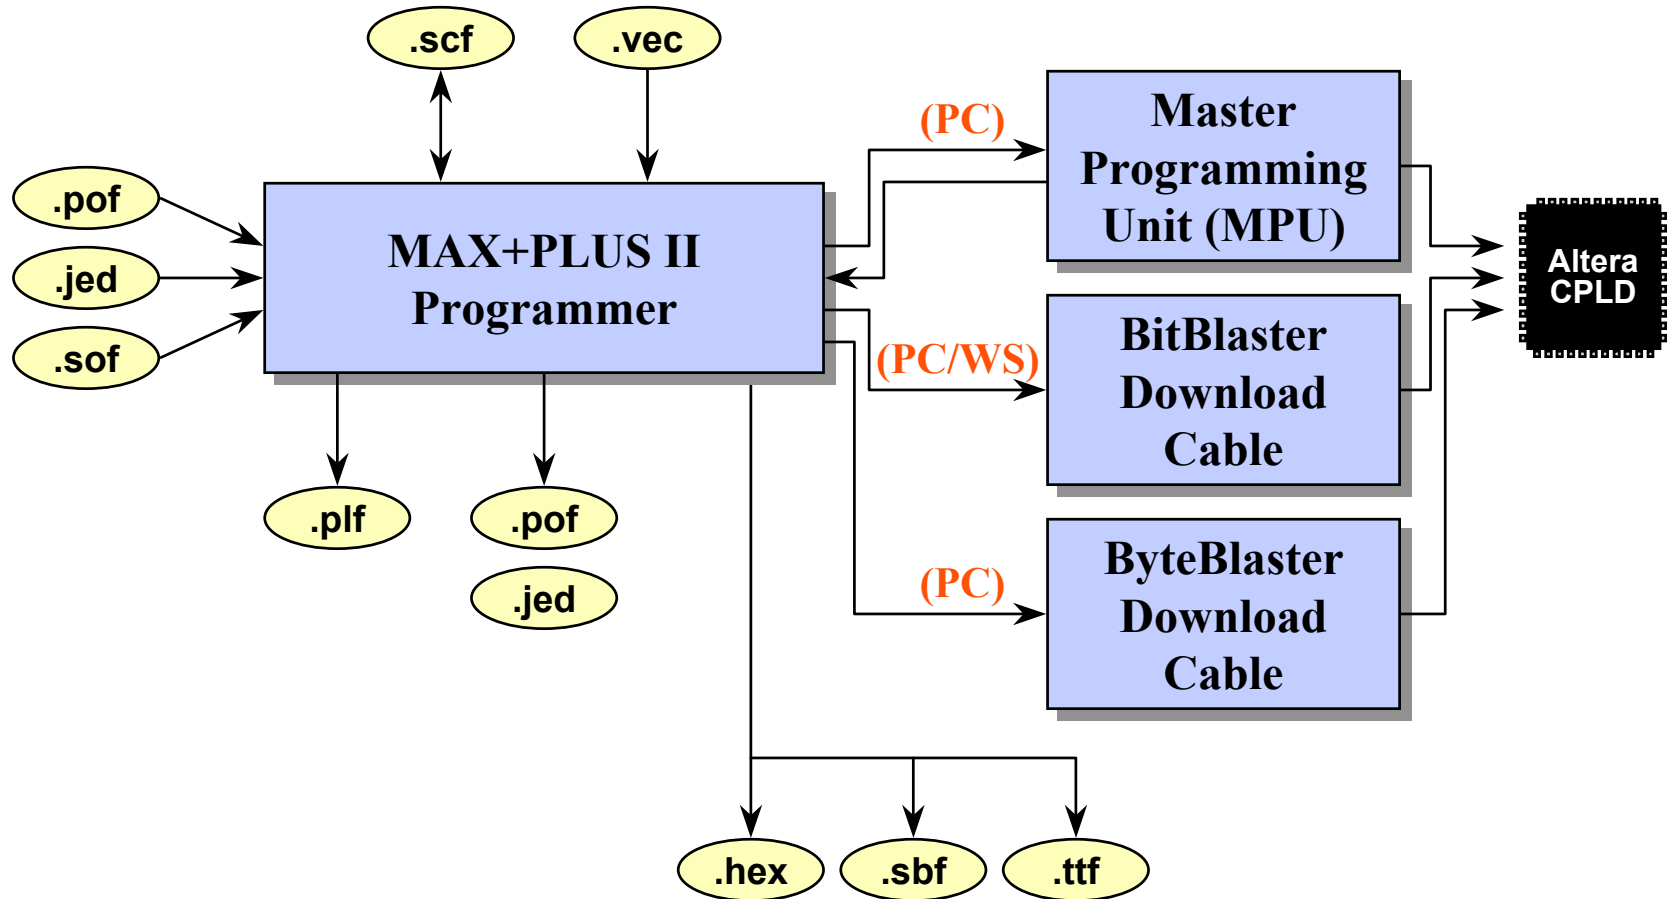 .scf
.vec
(PC)
Master
Programming
Unit (MPU)
.pof
.jed
.sof
MAX+PLUS II
Programmer
Altera
CPLD
(PC/WS)
BitBlaster
Download
Cable
.plf
.pof
.jed
(PC)
ByteBlaster
Download
Cable
.hex
.sbf
.ttf